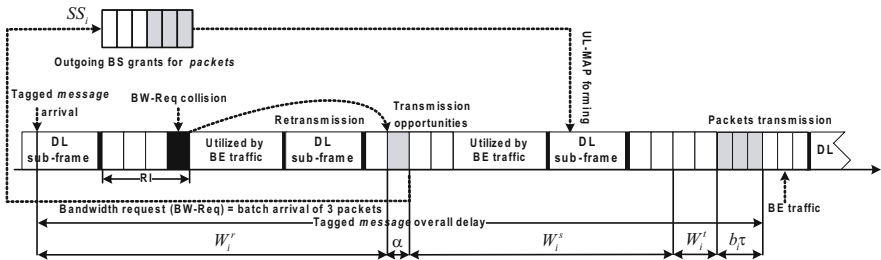 SS_i
Outgoing BS grants for packets
UL-MAP forming
Tagged message arrival
BW-Req collision
Retransmission
Transmission opportunities
Packets transmission
DL sub-frame
Utilized by BE traffic
DL sub-frame
Utilized by BE traffic
DL sub-frame
DL
RI
Bandwidth request (BW-Req) = batch arrival of 3 packets
BE traffic
Tagged message overall delay
W_i^r
α
W_i^s
W_i^t
b_iτ